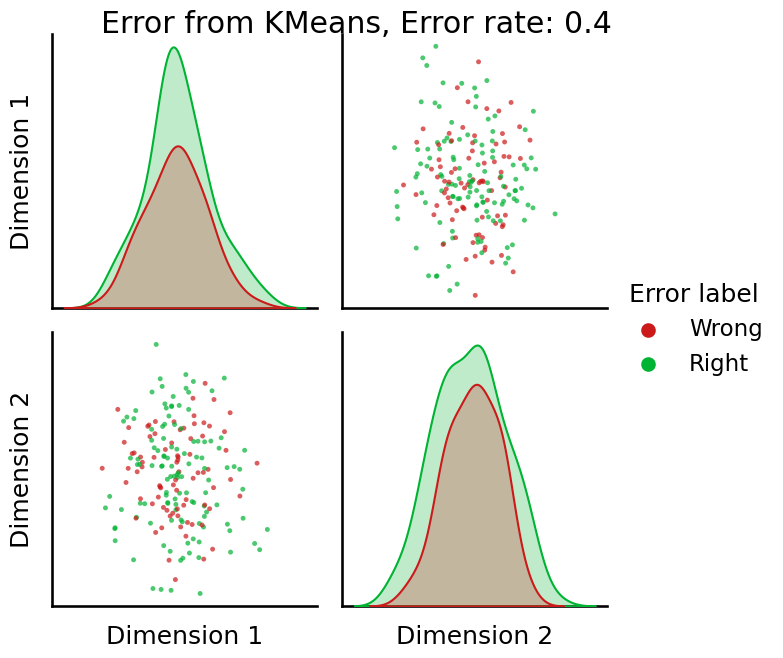 Error from KMeans, Error rate: 0.4
Dimension 1
Dimension 2
Dimension 1
Dimension 2
Error label
Wrong
Right